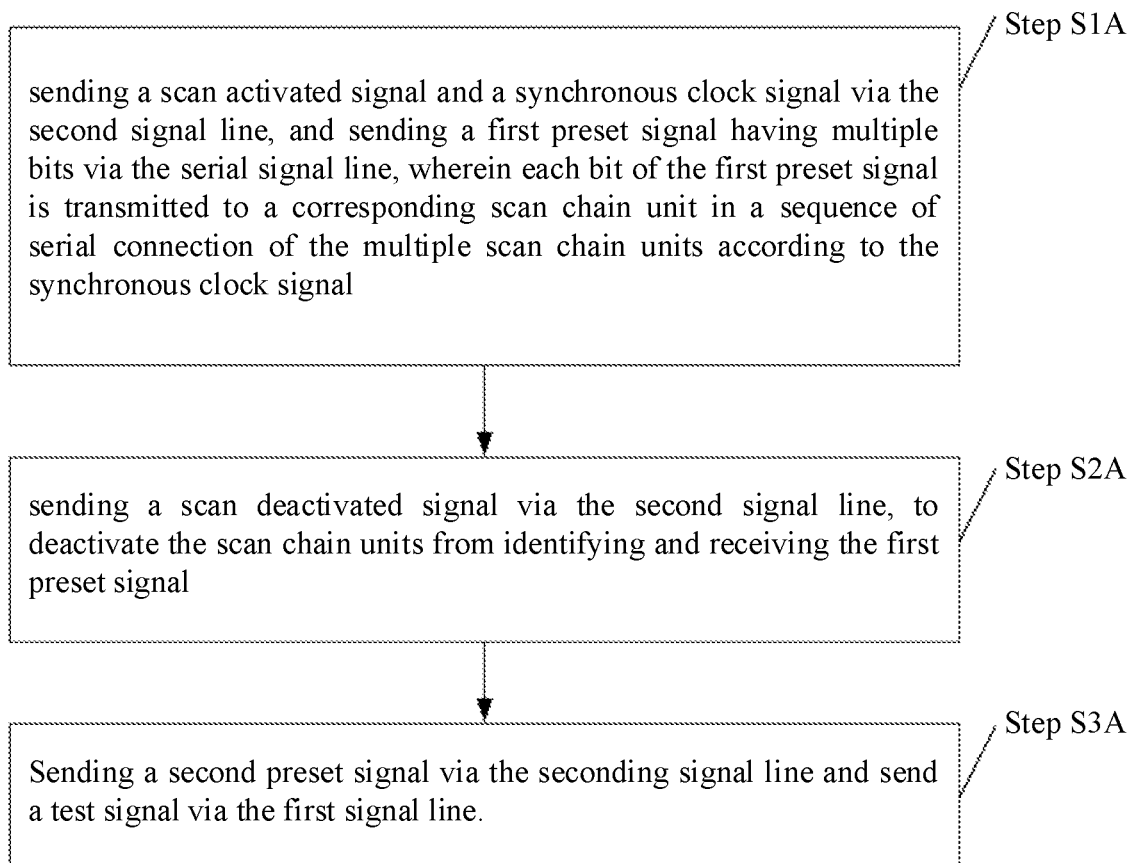 Step S1A
sending a scan activated signal and a synchronous clock signal via the
second signal line, and sending a first preset signal having multiple
bits via the serial signal line, wherein each bit of the first preset signal
is transmitted to a corresponding scan chain unit in a sequence of
serial connection of the multiple scan chain units according to the
synchronous clock signal
Step S2A
sending a scan deactivated signal via the second signal line, to
deactivate the scan chain units from identifying and receiving the first
preset signal
Step S3A
Sending a second preset signal via the seconding signal line and send
a test signal via the first signal line.